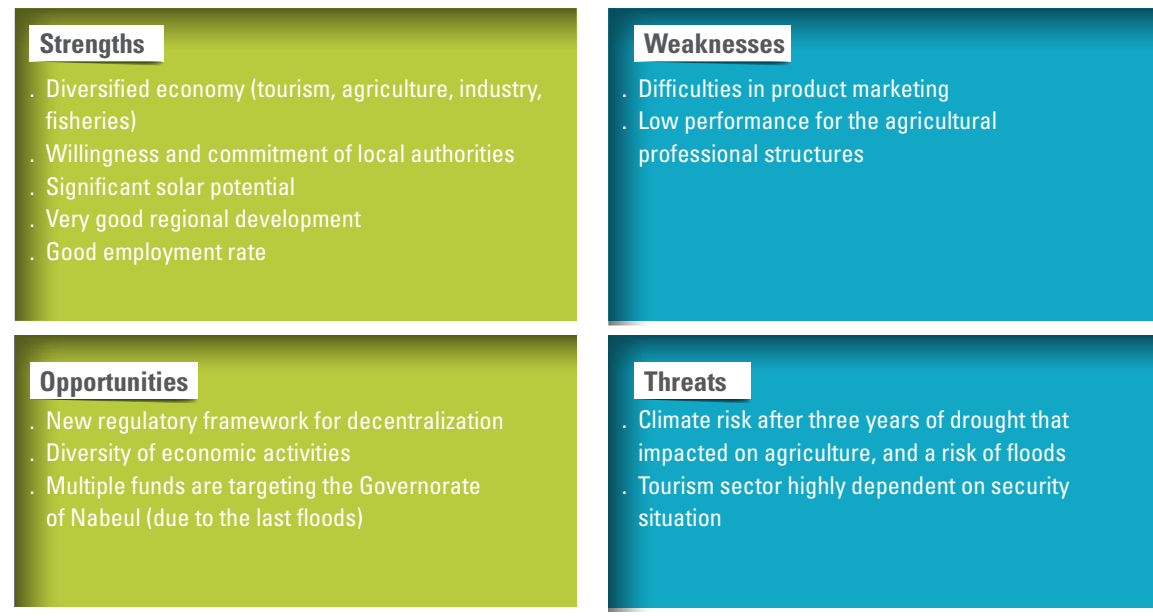 Strengths
. Diversified economy (tourism, agriculture, industry,
fisheries)
. Willingness and commitment of local authorities
. Significant solar potential
. Very good regional development
. Good employment rate
Weaknesses
. Difficulties in product marketing
. Low performance for the agricultural
professional structures
Opportunities
. New regulatory framework for decentralization
. Diversity of economic activities
. Multiple funds are targeting the Governorate
of Nabeul (due to the last floods)
Threats
. Climate risk after three years of drought that
impacted on agriculture, and a risk of floods
. Tourism sector highly dependent on security
situation